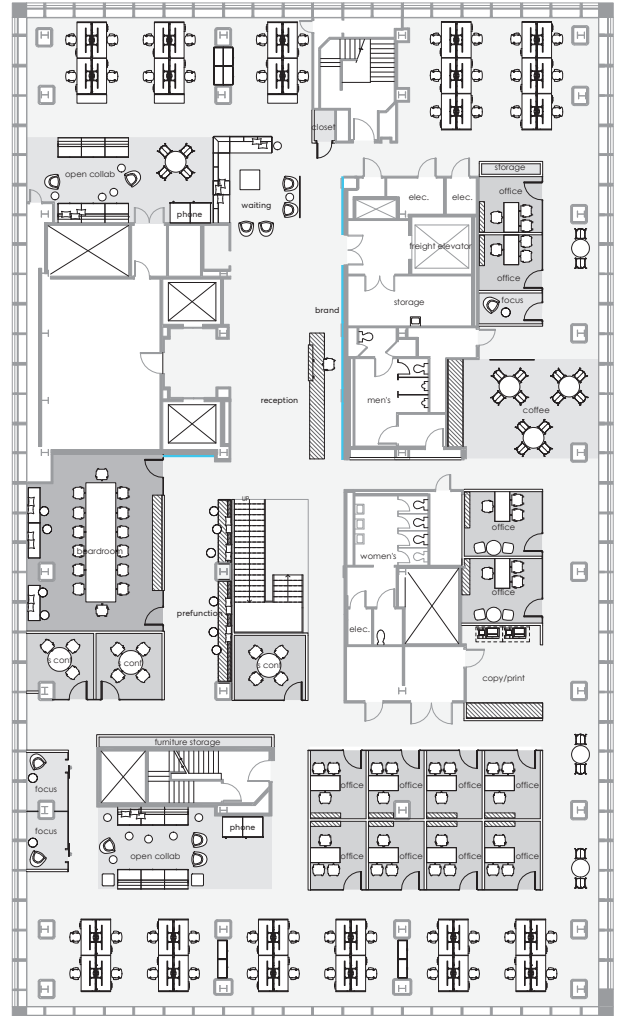 closet
storage
open collab
office
elec.
elec.
waiting
phone
freight elevator
office
storage
focus
brand
men's
reception
coffee
UP
office
boardroom
women's
office
prefunction
elec.
s conf
s conf
s conf
copy/print
furniture storage
focus
office
office
office
office
phone
focus
open collab
office
office
office
office